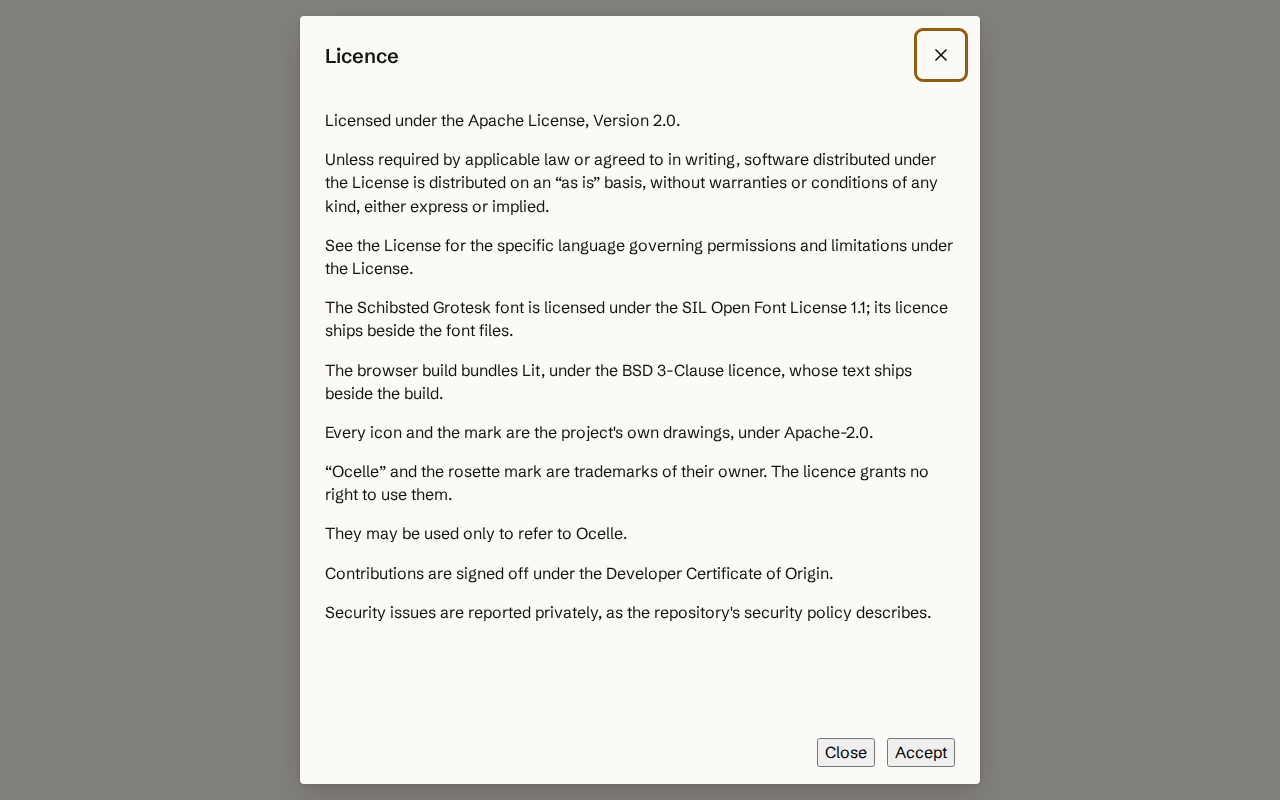 Licence
Licensed under the Apache License, Version 2.0.
Unless required by applicable law or agreed to in writing, software distributed under
the License is distributed on an “as is” basis, without warranties or conditions of any
kind, either express or implied.
See the License for the specific language governing permissions and limitations under
the License.
The Schibsted Grotesk font is licensed under the SIL Open Font License 1.1; its licence
ships beside the font files.
The browser build bundles Lit, under the BSD 3-Clause licence, whose text ships
beside the build.
Every icon and the mark are the project's own drawings, under Apache-2.0.
“Ocelle” and the rosette mark are trademarks of their owner. The licence grants no
right to use them.
They may be used only to refer to Ocelle.
Contributions are signed off under the Developer Certificate of Origin.
Security issues are reported privately, as the repository's security policy describes.
Close Accept